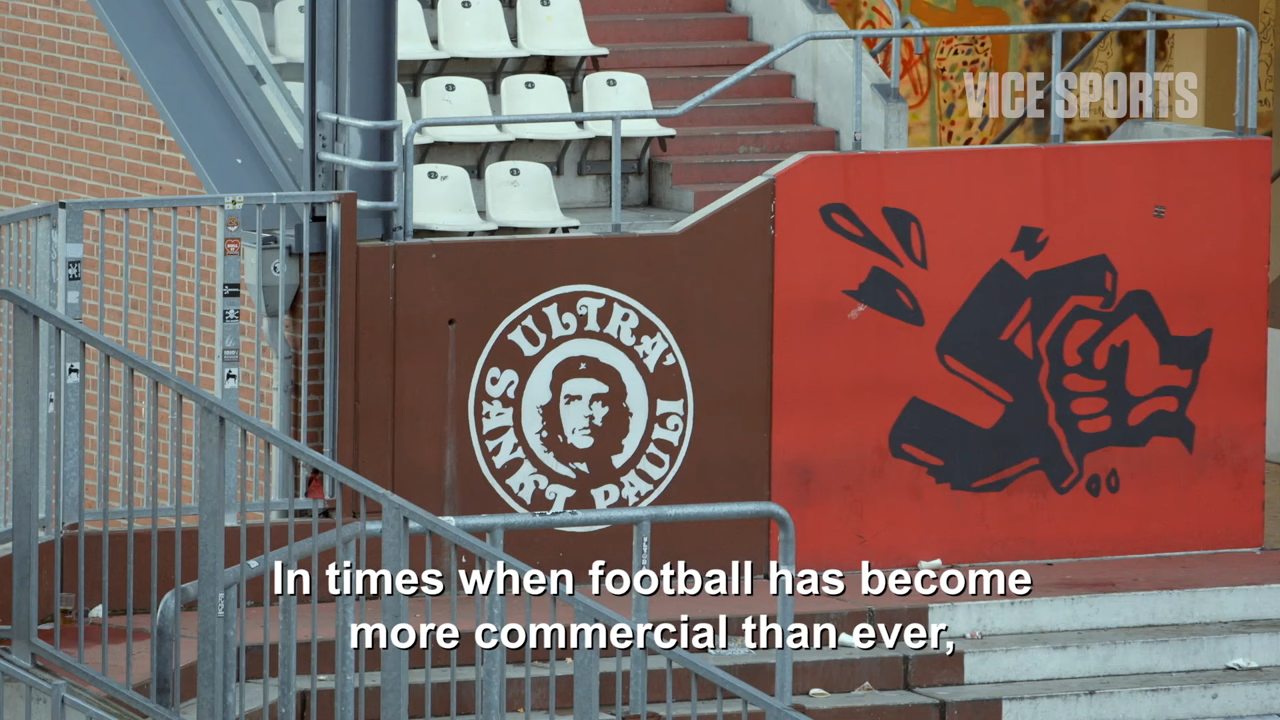 VICE SPORTS
ULTRA'
SANKT PAULI
In times when football has become
more commercial than ever,